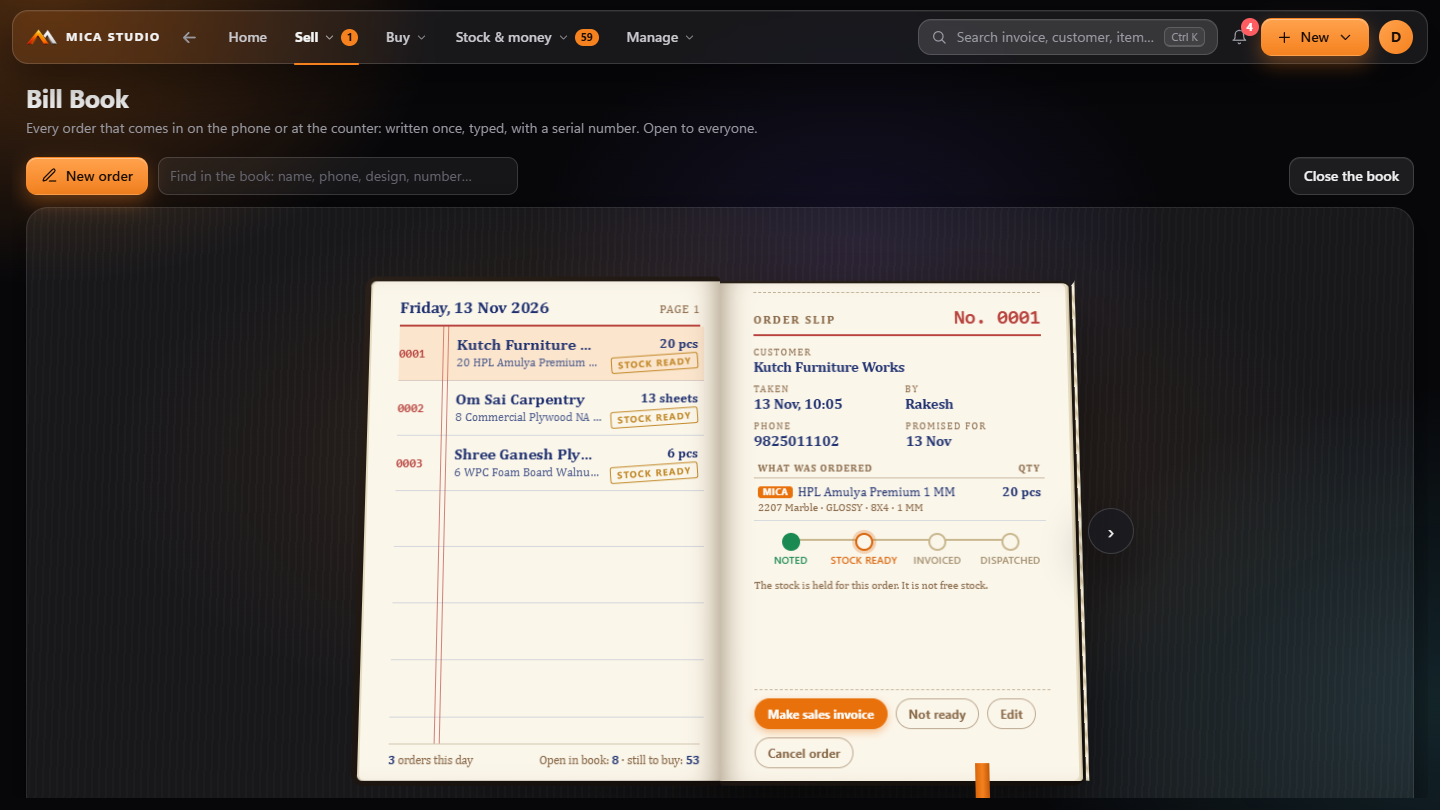 MICA STUDIO
Home
Sell 1
Buy
Stock & money 59
Manage
Search invoice, customer, item... Ctrl K
4
New
D
Bill Book
Every order that comes in on the phone or at the counter: written once, typed, with a serial number. Open to everyone.
New order
Find in the book: name, phone, design, number...
Close the book
Friday, 13 Nov 2026 PAGE 1
0001 Kutch Furniture ... 20 pcs
20 HPL Amulya Premium ... STOCK READY
0002 Om Sai Carpentry 13 sheets
8 Commercial Plywood NA ... STOCK READY
0003 Shree Ganesh Ply... 6 pcs
6 WPC Foam Board Walnu... STOCK READY
3 orders this day Open in book: 8 · still to buy: 53
ORDER SLIP No. 0001
CUSTOMER
Kutch Furniture Works
TAKEN BY
13 Nov, 10:05 Rakesh
PHONE PROMISED FOR
9825011102 13 Nov
WHAT WAS ORDERED QTY
MICA HPL Amulya Premium 1 MM 20 pcs
2207 Marble · GLOSSY · 8X4 · 1 MM
NOTED STOCK READY INVOICED DISPATCHED
The stock is held for this order. It is not free stock.
Make sales invoice Not ready Edit
Cancel order
›